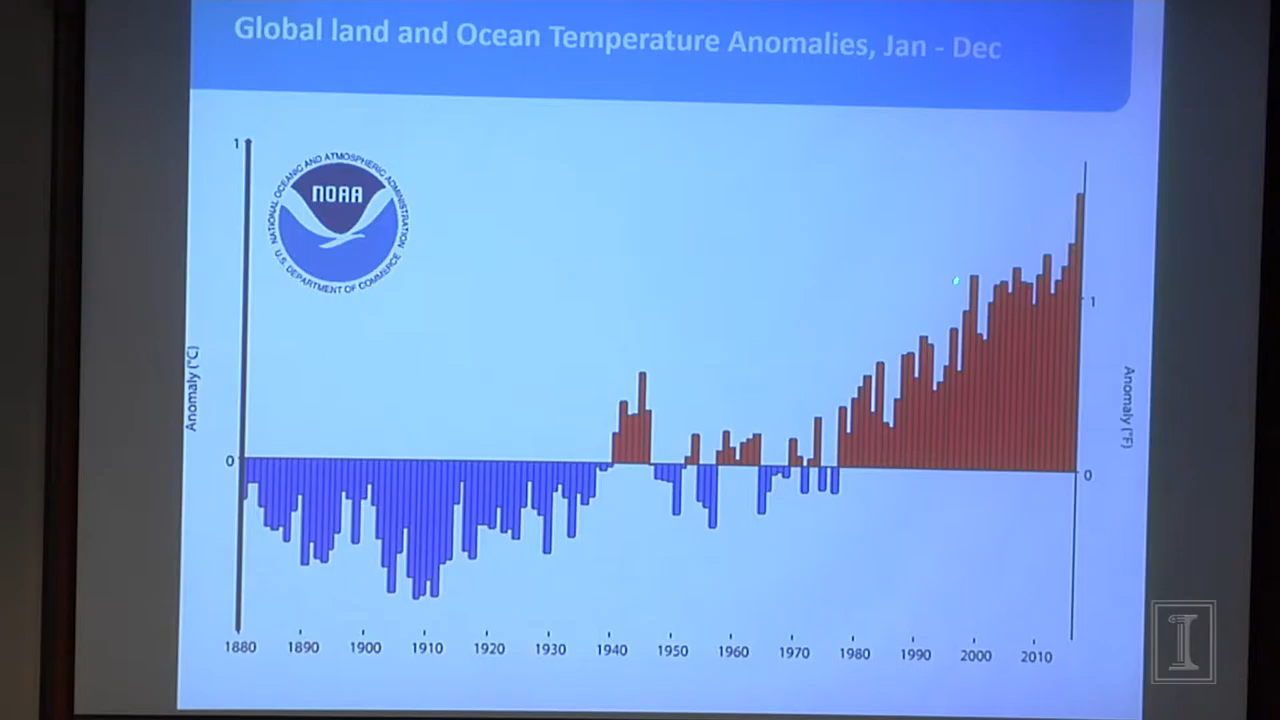 Global land and Ocean Temperature Anomalies, Jan - Dec
1
NATIONAL OCEANIC AND ATMOSPHERIC ADMINISTRATION
NOAA
U.S. DEPARTMENT OF COMMERCE
1
Anomaly (°C)
Anomaly (°F)
0
0
1880 1890 1900 1910 1920 1930 1940 1950 1960 1970 1980 1990 2000 2010
I